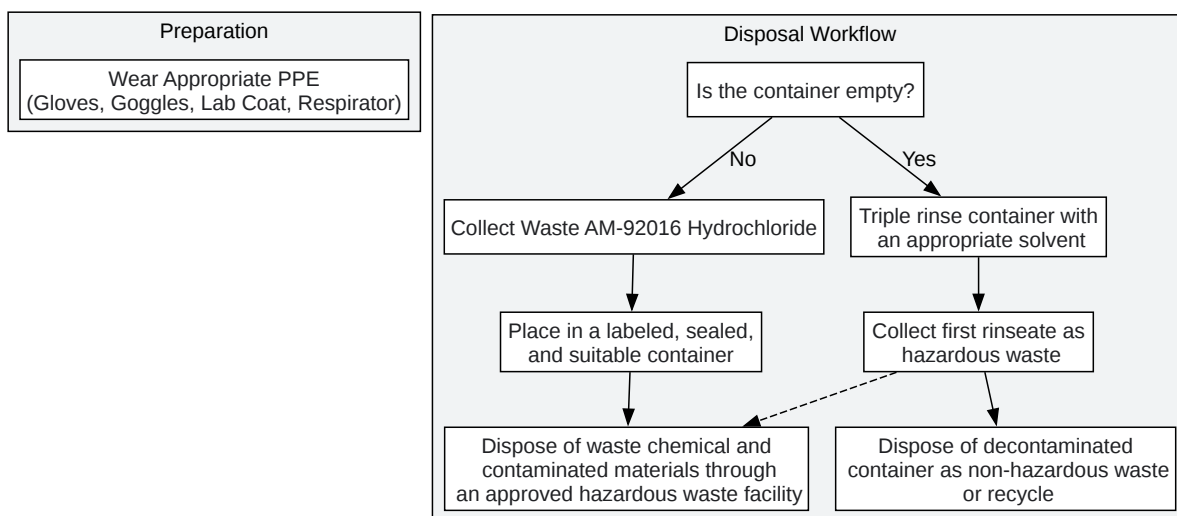 Preparation
Wear Appropriate PPE
(Gloves, Goggles, Lab Coat, Respirator)
Disposal Workflow
Is the container empty?
No
Yes
Collect Waste AM-92016 Hydrochloride
Triple rinse container with
an appropriate solvent
Place in a labeled, sealed,
and suitable container
Collect first rinseate as
hazardous waste
Dispose of waste chemical and
contaminated materials through
an approved hazardous waste facility
Dispose of decontaminated
container as non-hazardous waste
or recycle